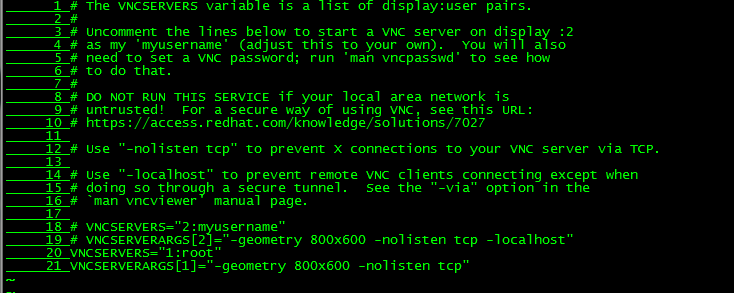 1 # The VNCSERVERS variable is a list of display:user pairs.
2 #
3 # Uncomment the lines below to start a VNC server on display :2
4 # as my 'myusername' (adjust this to your own).  You will also
5 # need to set a VNC password; run 'man vncpasswd' to see how
6 # to do that.
7 #
8 # DO NOT RUN THIS SERVICE if your local area network is
9 # untrusted!  For a secure way of using VNC, see this URL:
10 # https://access.redhat.com/knowledge/solutions/7027
11
12 # Use "-nolisten tcp" to prevent X connections to your VNC server via TCP.
13
14 # Use "-localhost" to prevent remote VNC clients connecting except when
15 # doing so through a secure tunnel.  See the "-via" option in the
16 # `man vncviewer' manual page.
17
18 # VNCSERVERS="2:myusername"
19 # VNCSERVERARGS[2]="-geometry 800x600 -nolisten tcp -localhost"
20 VNCSERVERS="1:root"
21 VNCSERVERARGS[1]="-geometry 800x600 -nolisten tcp"
~
~